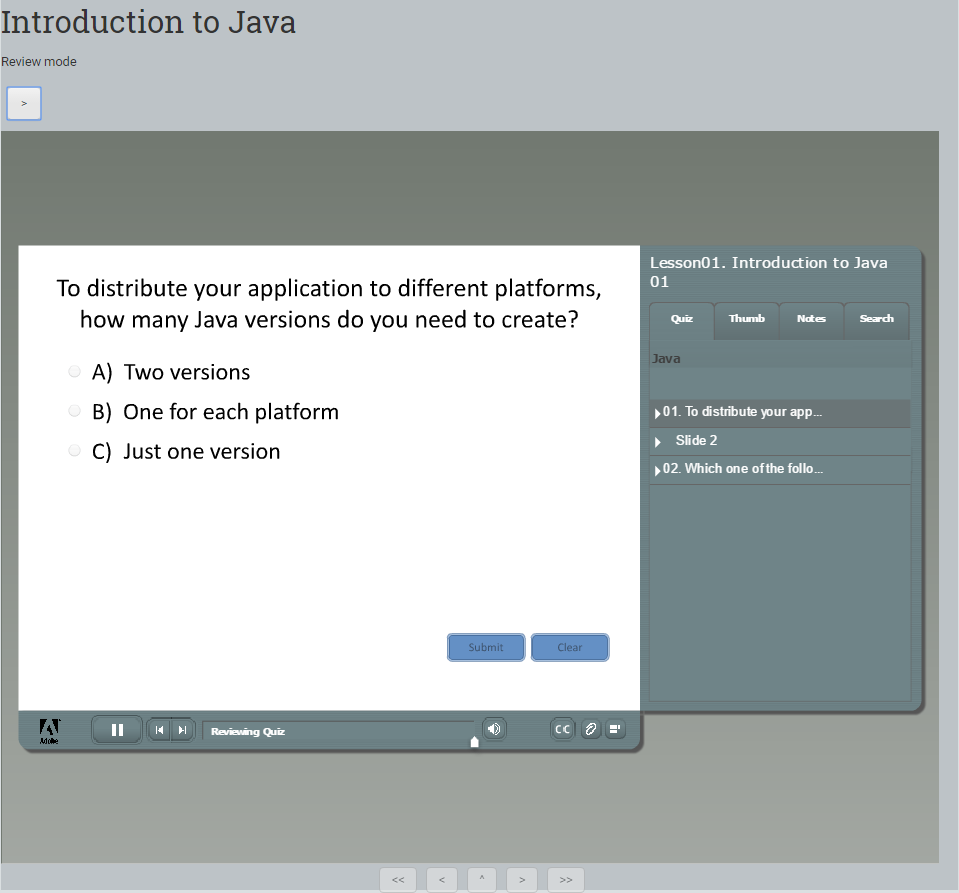 Introduction to Java
Review mode
>
To distribute your application to different platforms,
how many Java versions do you need to create?
A) Two versions
B) One for each platform
C) Just one version
Submit Clear
Lesson01. Introduction to Java
01
Quiz Thumb Notes Search
Java
01. To distribute your app...
Slide 2
02. Which one of the follo...
Adobe
Reviewing Quiz
CC
<< < ^ > >>